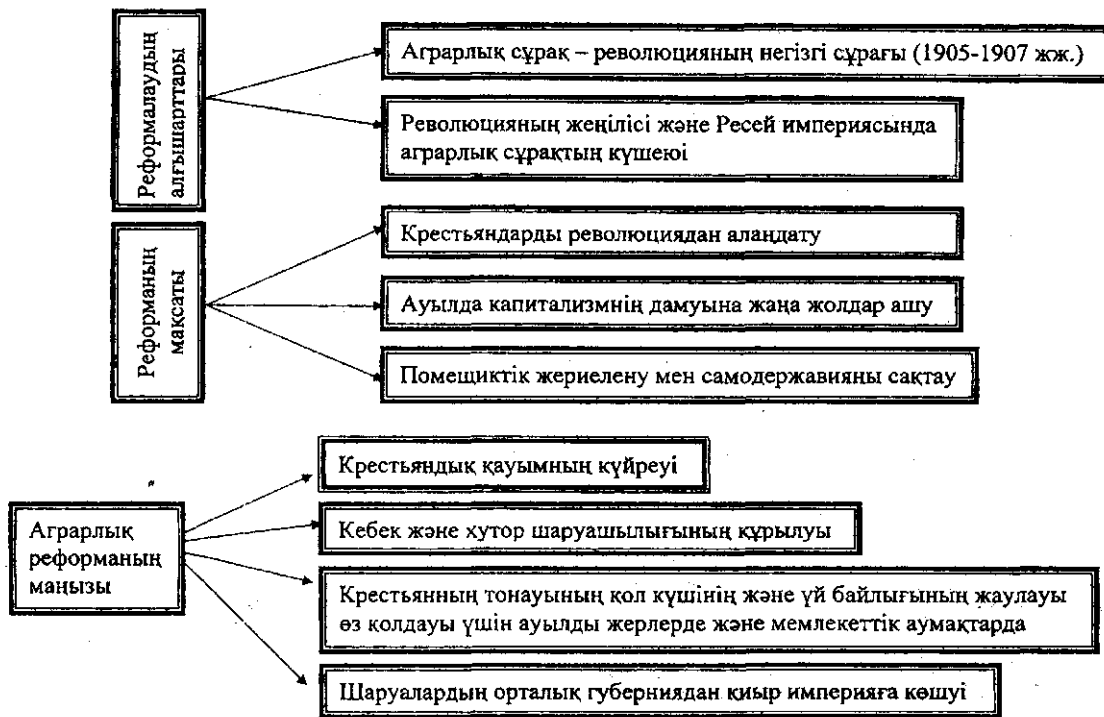 Реформалаудың
алғышарттары
Аграрлық сұрақ – революцияның негізгі сұрағы (1905-1907 жж.)
Революцияның жеңілісі және Ресей империясында
аграрлық сұрақтың күшеюі
Реформаның
мақсаты
Крестьяндарды революциядан алаңдату
Ауылда капитализмнің дамуына жаңа жолдар ашу
Помещиктік жериелену мен самодержавияны сақтау
Аграрлық
реформаның
маңызы
Крестьяндық қауымның күйреуі
Кебек және хутор шаруашылығының құрылуы
Крестьянның тонауының қол күшінің және үй байлығының жаулауы
өз қолдауы үшін ауылды жерлерде және мемлекеттік аумақтарда
Шаруалардың орталық губерниядан қиыр империяға көшуі